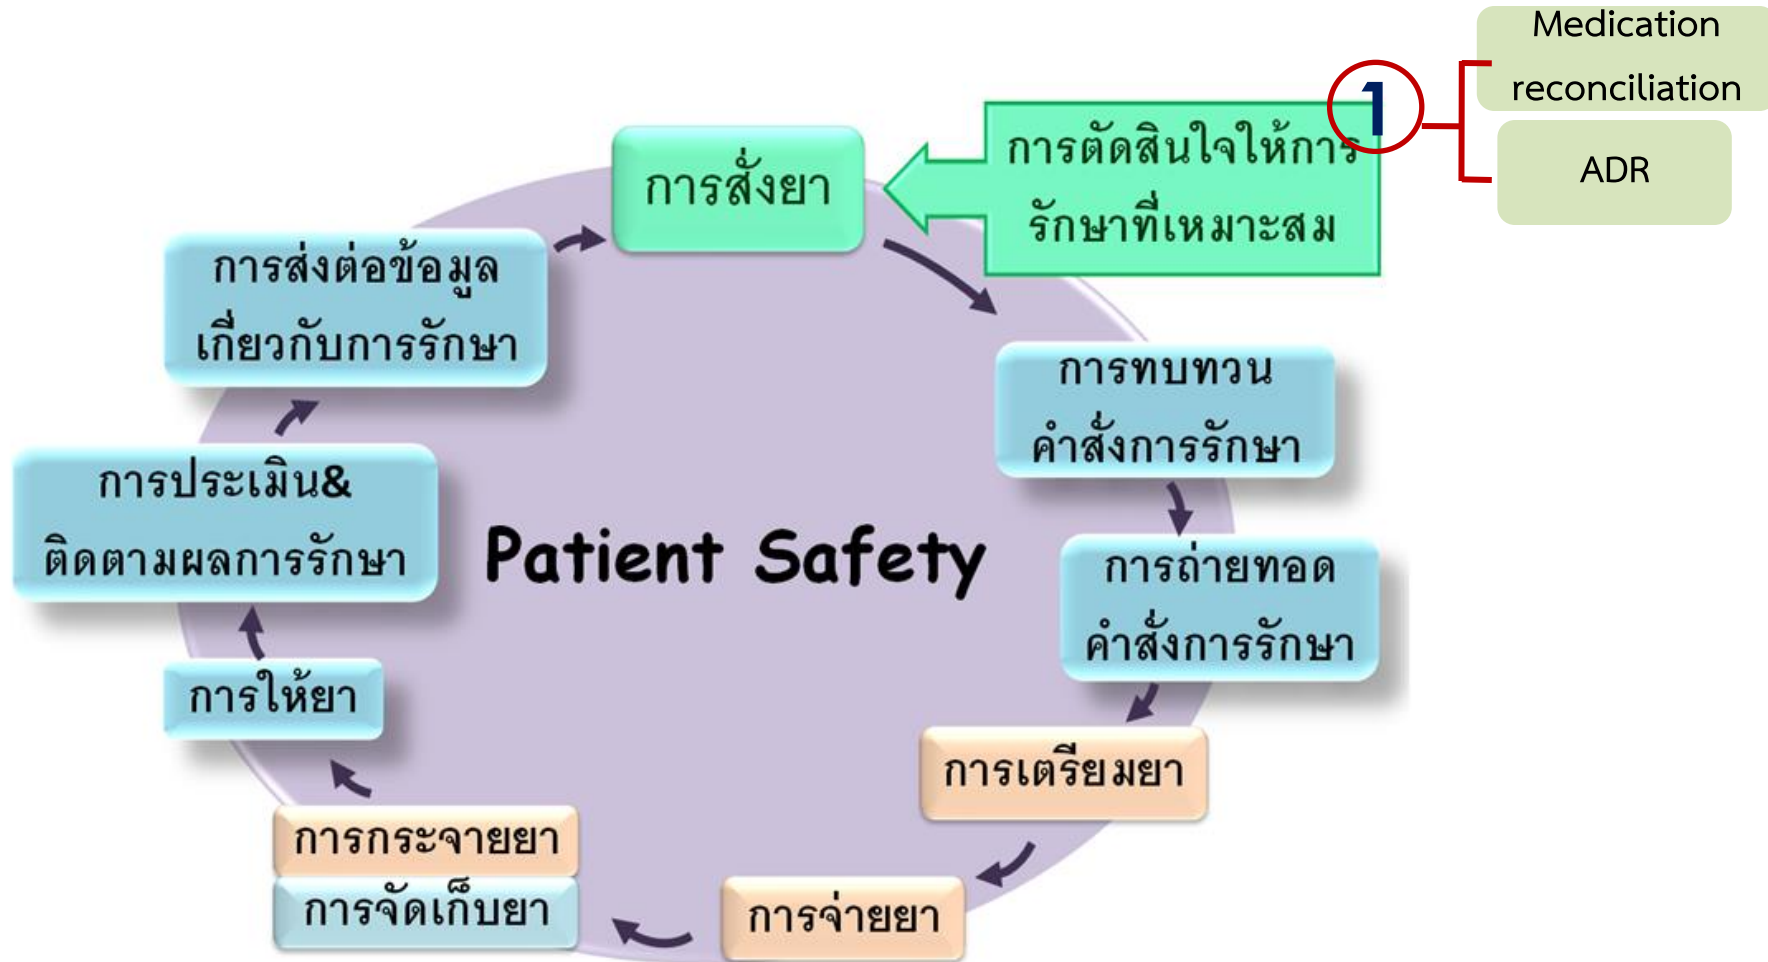 Medication
reconciliation
ADR
1
การตัดสินใจให้การ
รักษาที่เหมาะสม
การสั่งยา
การทบทวน
คำสั่งการรักษา
การถ่ายทอด
คำสั่งการรักษา
การเตรียมยา
การจ่ายยา
การกระจายยา
การจัดเก็บยา
การให้ยา
การประเมิน&
ติดตามผลการรักษา
การส่งต่อข้อมูล
เกี่ยวกับการรักษา
Patient Safety